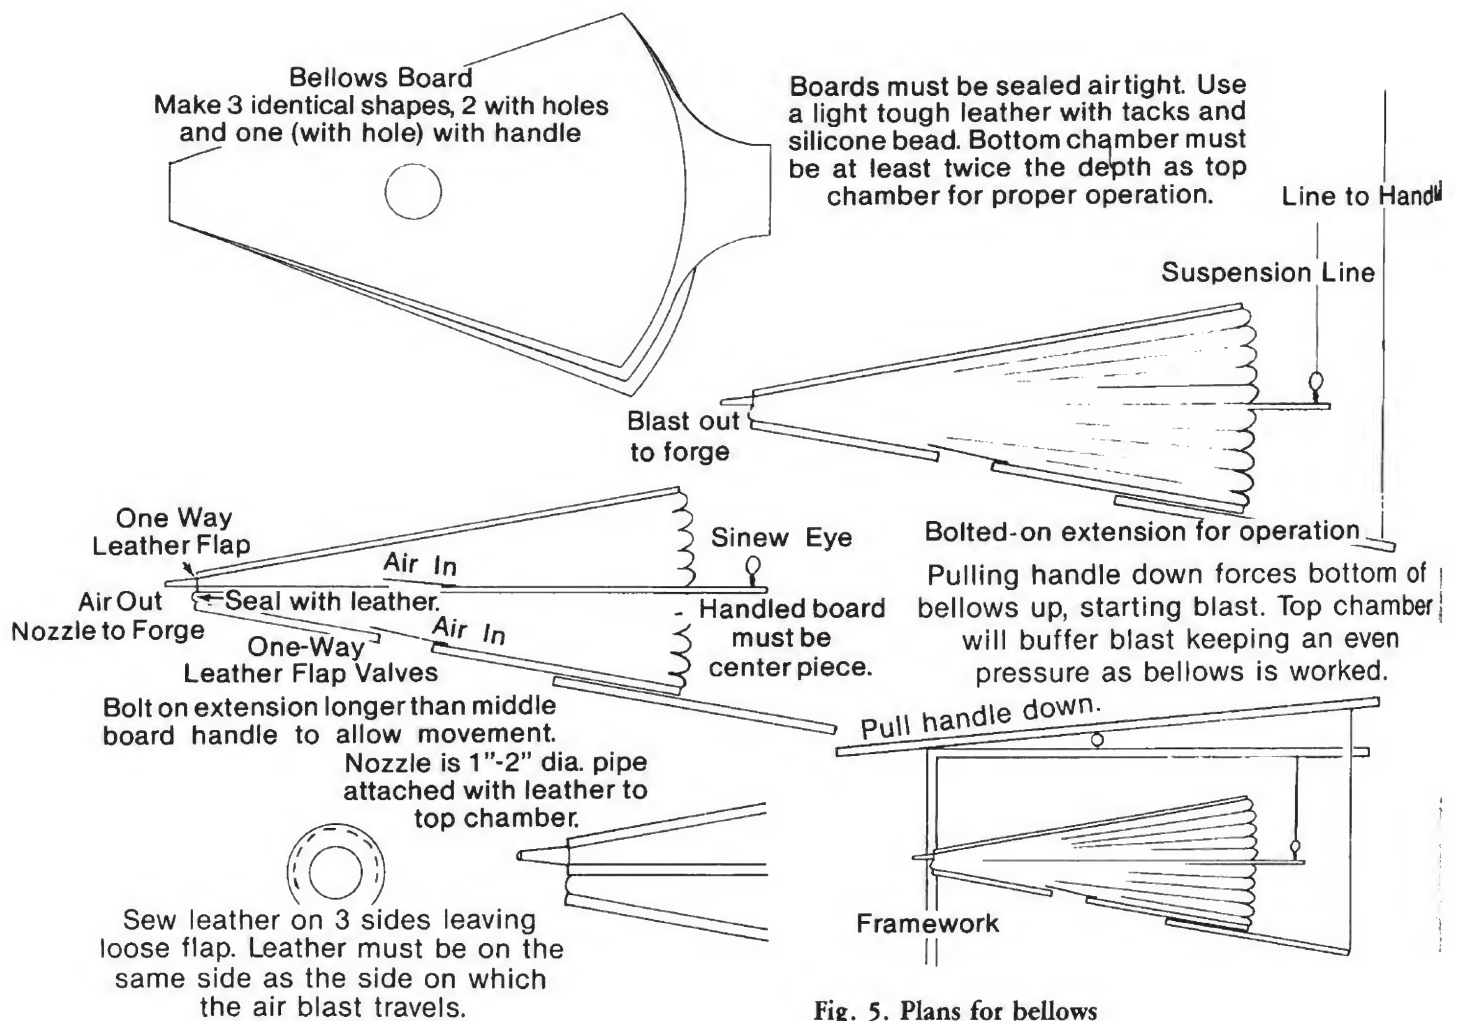 Bellows Board
Make 3 identical shapes, 2 with holes
and one (with hole) with handle
Boards must be sealed airtight. Use
a light tough leather with tacks and
silicone bead. Bottom chamber must
be at least twice the depth as top
chamber for proper operation.
Line to Handl
Suspension Line
Blast out
to forge
One Way
Leather Flap
Air In
Sinew Eye
Air Out
Nozzle to Forge
Seal with leather.
Air In
One-Way
Leather Flap Valves
Handled board
must be
center piece.
Bolted-on extension for operation
Pulling handle down forces bottom of
bellows up, starting blast. Top chamber
will buffer blast keeping an even
pressure as bellows is worked.
Bolt on extension longer than middle
board handle to allow movement.
Nozzle is 1”-2” dia. pipe
attached with leather to
top chamber.
Pull handle down.
Framework
Sew leather on 3 sides leaving
loose flap. Leather must be on the
same side as the side on which
the air blast travels.
Fig. 5. Plans for bellows